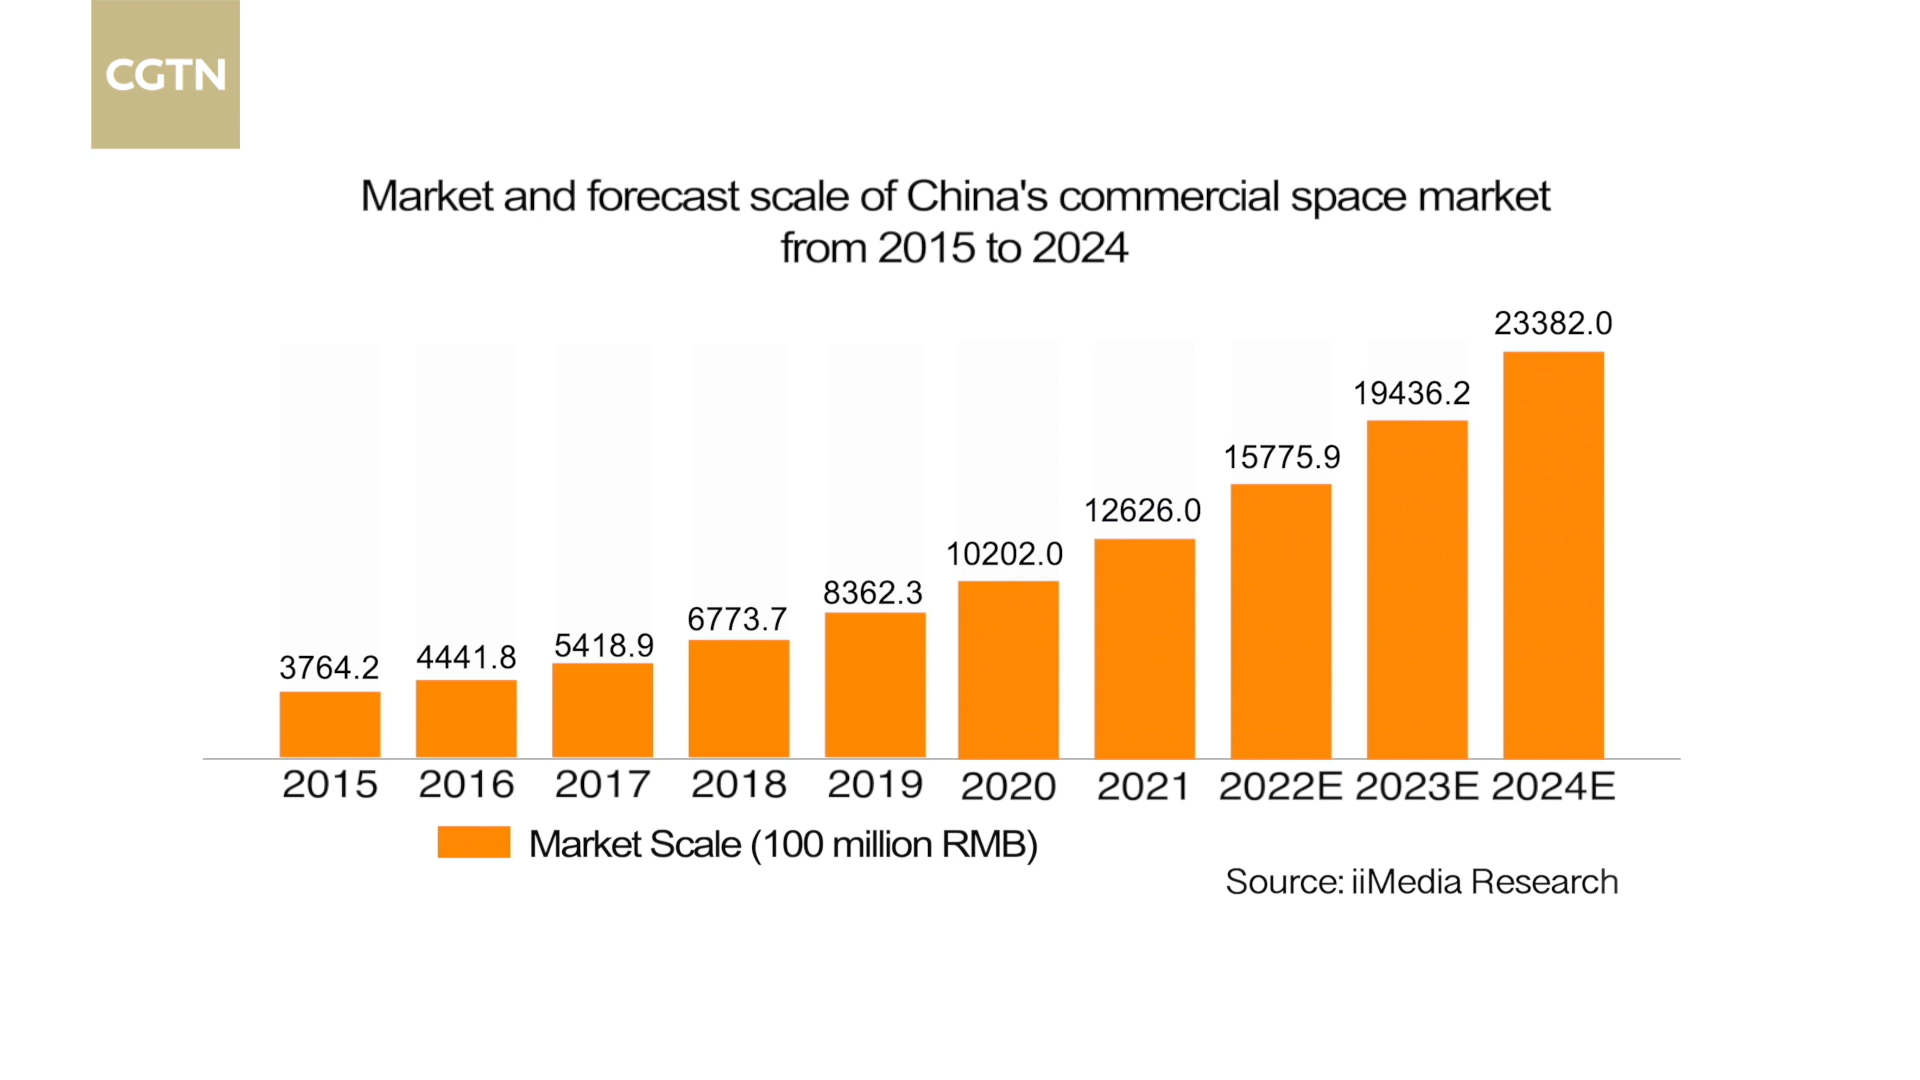 CGTN
Market and forecast scale of China's commercial space market
from 2015 to 2024
23382.0
19436.2
15775.9
12626.0
10202.0
8362.3
6773.7
5418.9
4441.8
3764.2
2015 2016 2017 2018 2019 2020 2021 2022E 2023E 2024E
Market Scale (100 million RMB)
Source: iiMedia Research